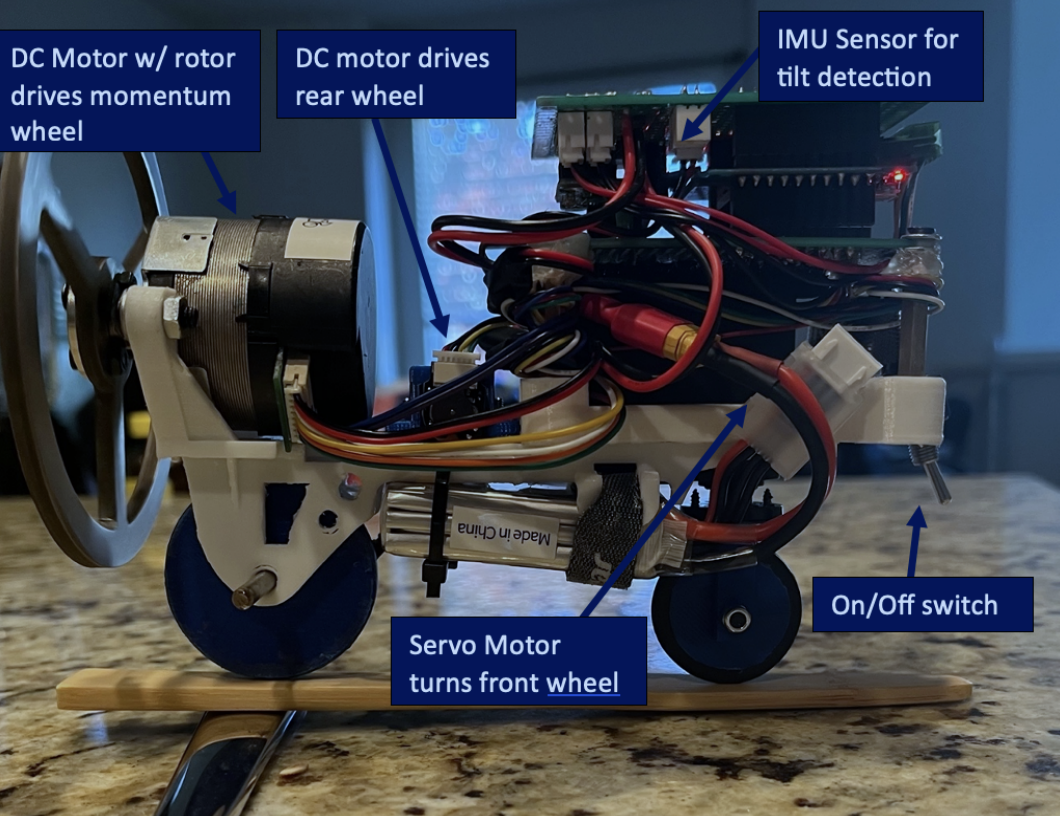 DC Motor w/ rotor
drives momentum
wheel
DC motor drives
rear wheel
IMU Sensor for
tilt detection
Made in China
On/Off switch
Servo Motor
turns front wheel